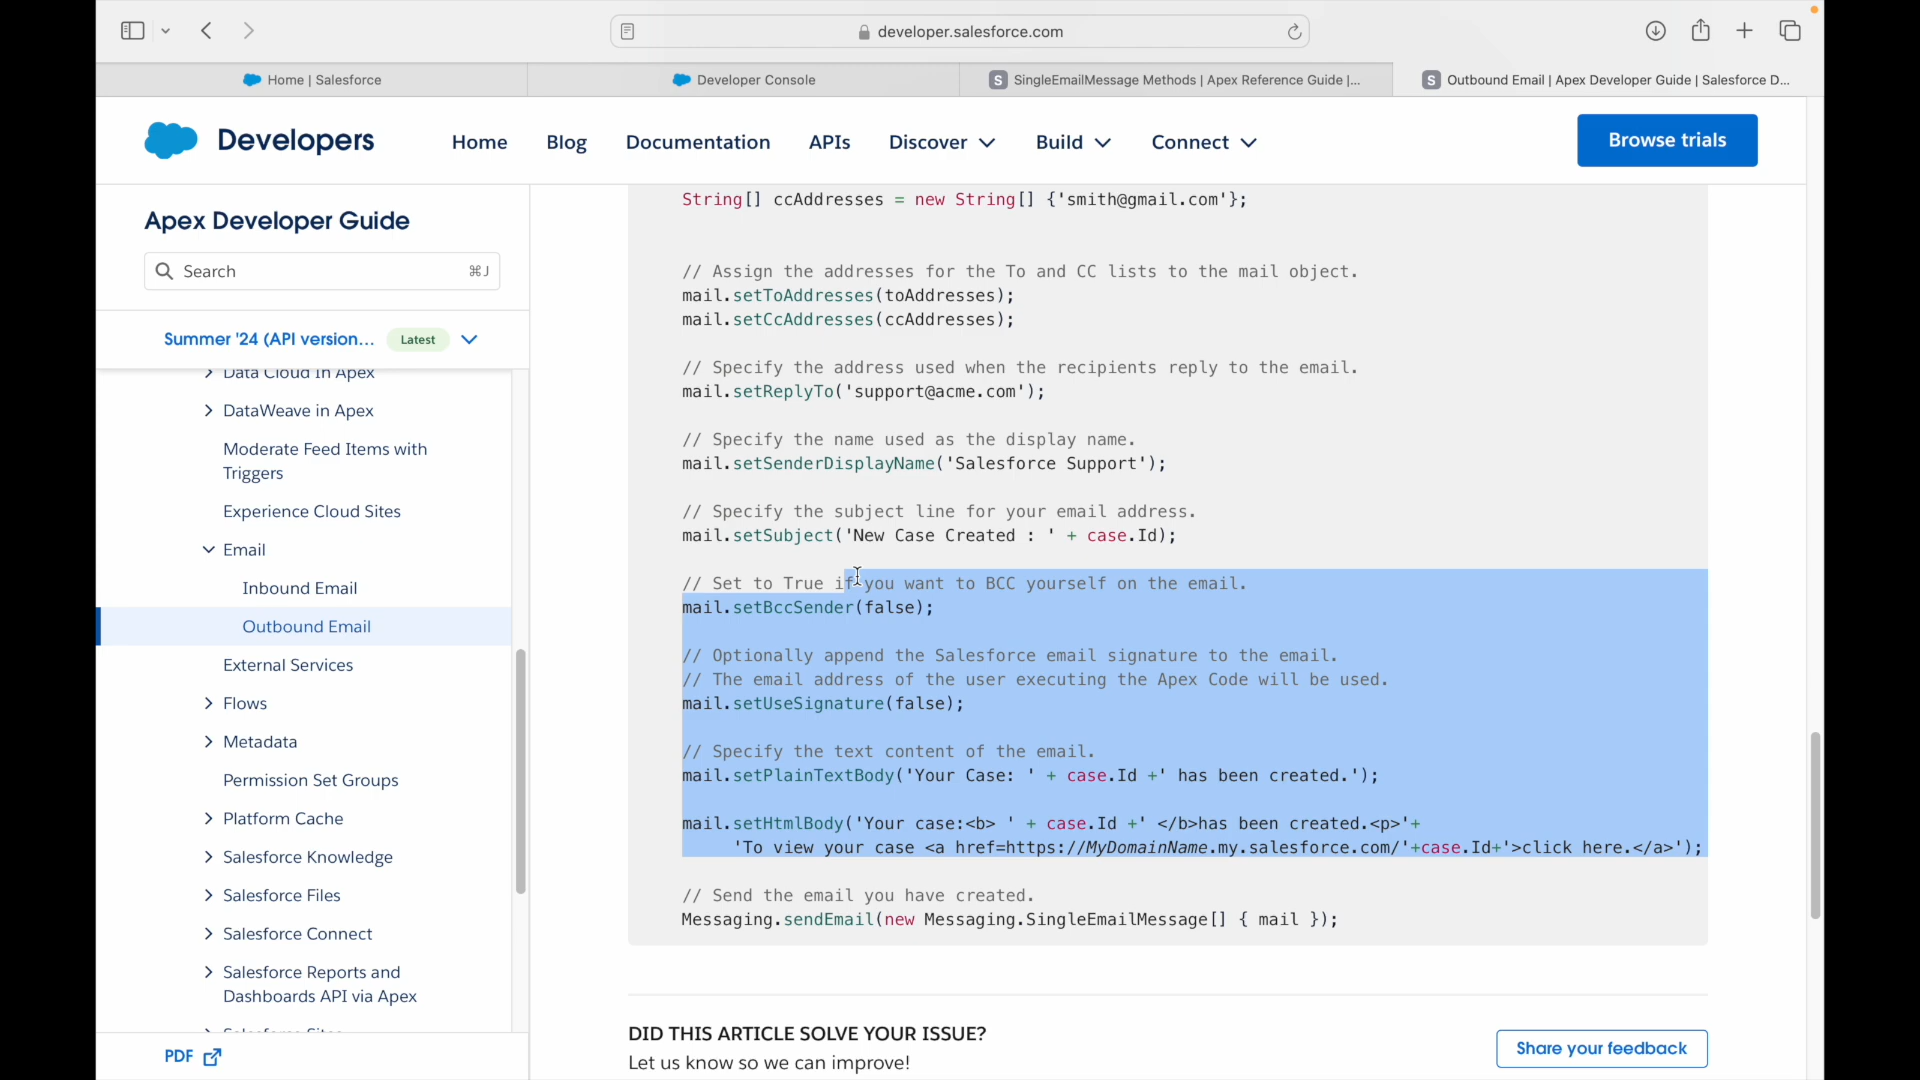 developer.salesforce.com
Home | Salesforce
Developer Console
S SingleEmailMessage Methods | Apex Reference Guide |...
S Outbound Email | Apex Developer Guide | Salesforce D...
Developers
Home
Blog
Documentation
APIs
Discover
Build
Connect
Browse trials
Apex Developer Guide
Search
⌘J
Summer '24 (API version...
Latest
Data Cloud In Apex
DataWeave in Apex
Moderate Feed Items with
Triggers
Experience Cloud Sites
Email
Inbound Email
Outbound Email
External Services
Flows
Metadata
Permission Set Groups
Platform Cache
Salesforce Knowledge
Salesforce Files
Salesforce Connect
Salesforce Reports and
Dashboards API via Apex
PDF
String[] ccAddresses = new String[] {'smith@gmail.com'};
// Assign the addresses for the To and CC lists to the mail object.
mail.setToAddresses(toAddresses);
mail.setCcAddresses(ccAddresses);
// Specify the address used when the recipients reply to the email.
mail.setReplyTo('support@acme.com');
// Specify the name used as the display name.
mail.setSenderDisplayName('Salesforce Support');
// Specify the subject line for your email address.
mail.setSubject('New Case Created : ' + case.Id);
// Set to True if you want to BCC yourself on the email.
mail.setBccSender(false);
// Optionally append the Salesforce email signature to the email.
// The email address of the user executing the Apex Code will be used.
mail.setUseSignature(false);
// Specify the text content of the email.
mail.setPlainTextBody('Your Case: ' + case.Id +' has been created.');
mail.setHtmlBody('Your case:<b> ' + case.Id +' </b>has been created.<p>'+
'To view your case <a href=https://MyDomainName.my.salesforce.com/'+case.Id+'>click here.</a>');
// Send the email you have created.
Messaging.sendEmail(new Messaging.SingleEmailMessage[] { mail });
DID THIS ARTICLE SOLVE YOUR ISSUE?
Let us know so we can improve!
Share your feedback